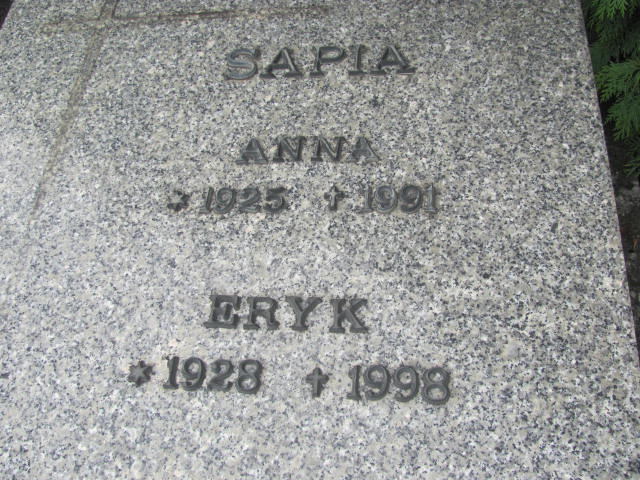 SAPIA
ANNA
* 1925 † 1991
ERYK
* 1928 † 1998